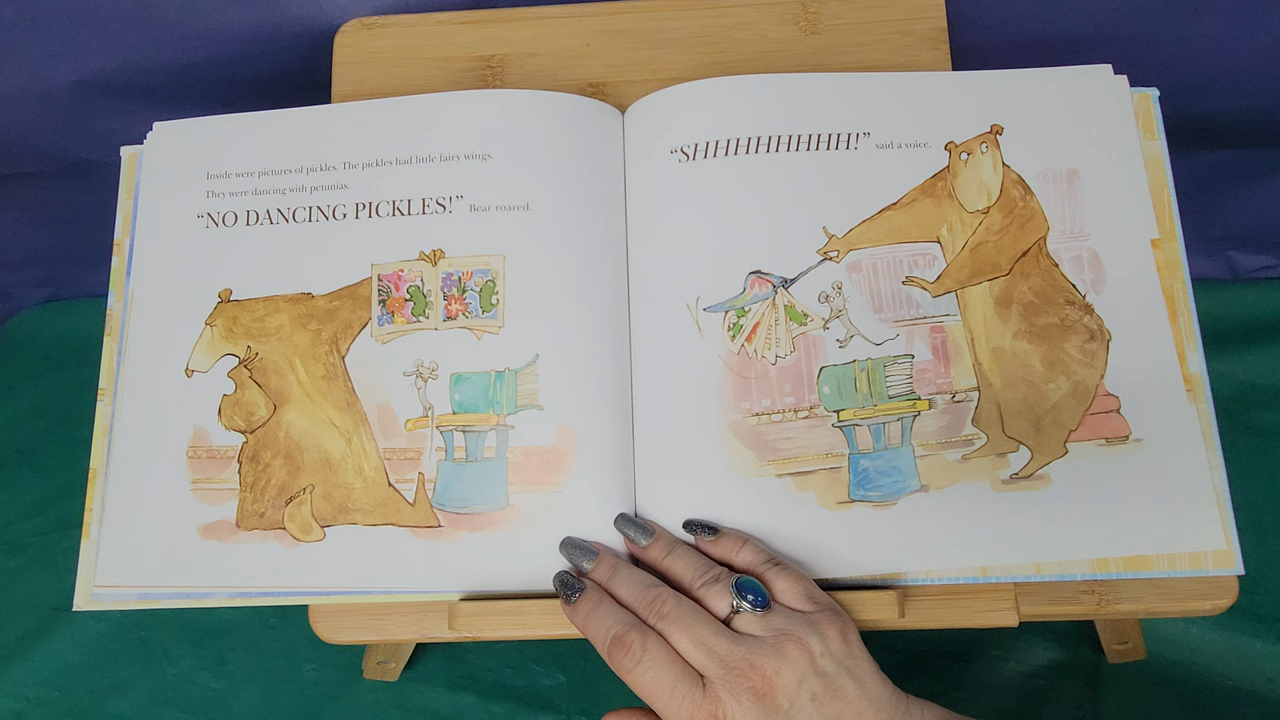 Inside were pictures of pickles. The pickles had little fairy wings.
They were dancing with petunias.
“NO DANCING PICKLES!” Bear roared.
“SHHHHHHHHH!” said a voice.